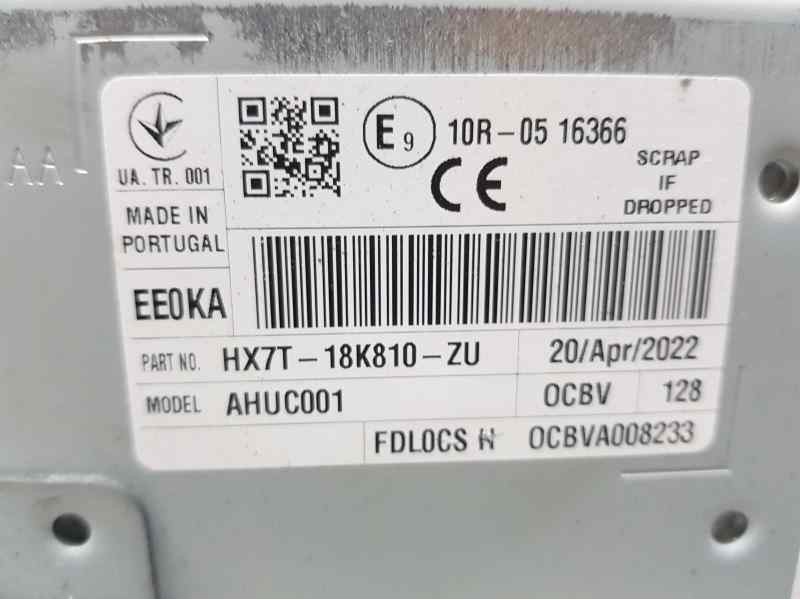 AA-
UA. TR. 001
E9 10R-05 16366
CE
SCRAP
IF
DROPPED
MADE IN
PORTUGAL
EE0KA
PART NO. HX7T-18K810-ZU 20/Apr/2022
MODEL AHUC001 OCBV 128
FDLOCS H OCBVA008233